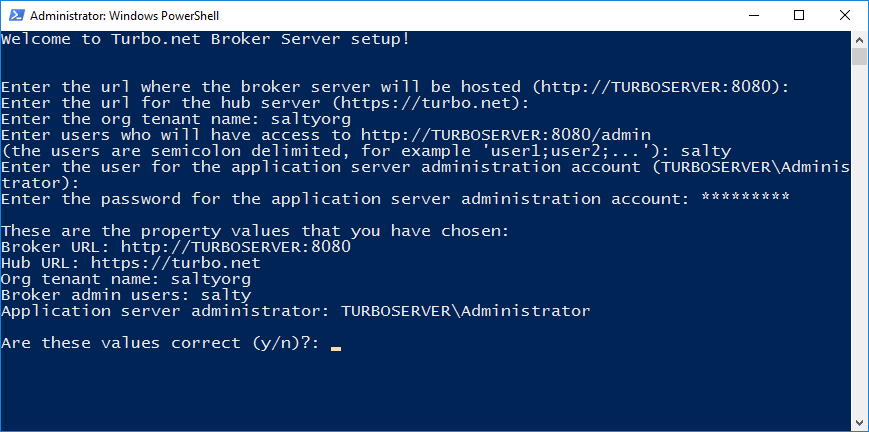 Administrator: Windows PowerShell
Welcome to Turbo.net Broker Server setup!
Enter the url where the broker server will be hosted (http://TURBOSERVER:8080):
Enter the url for the hub server (https://turbo.net):
Enter the org tenant name: saltyorg
Enter users who will have access to http://TURBOSERVER:8080/admin
(the users are semicolon delimited, for example 'user1;user2;...'): salty
Enter the user for the application server administration account (TURBOSERVER\Adminis
trator):
Enter the password for the application server administration account: *********
These are the property values that you have chosen:
Broker URL: http://TURBOSERVER:8080
Hub URL: https://turbo.net
Org tenant name: saltyorg
Broker admin users: salty
Application server administrator: TURBOSERVER\Administrator
Are these values correct (y/n)?: _